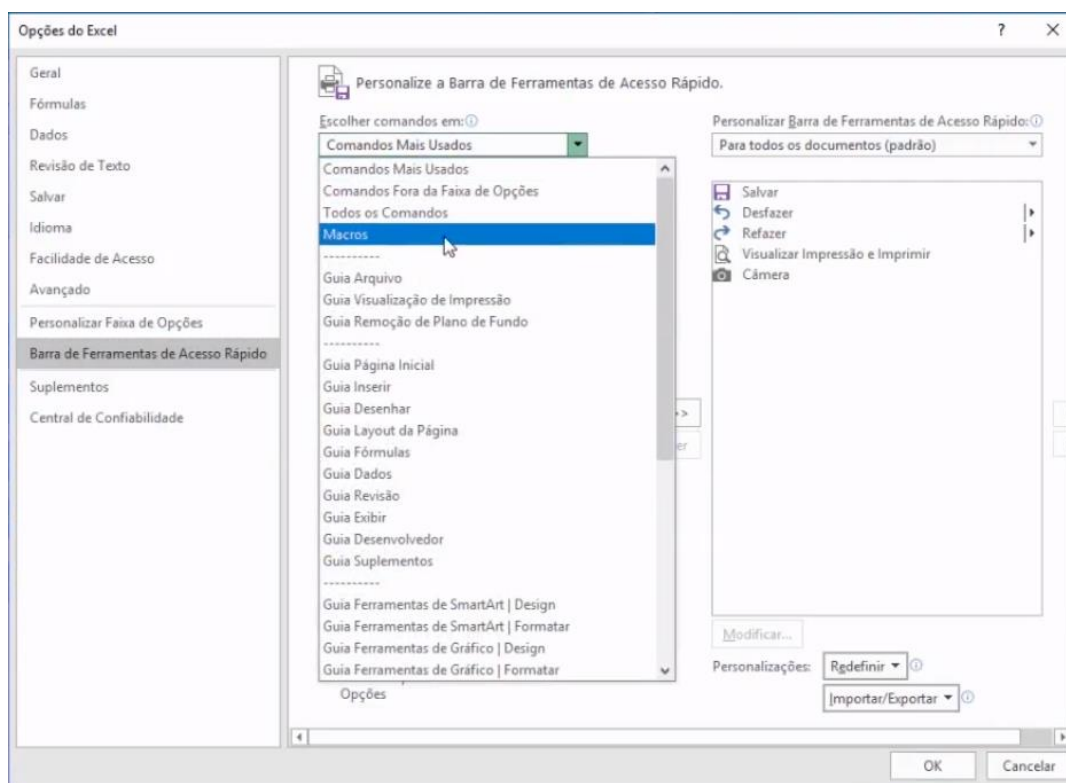 Opções do Excel
?
Geral
Fórmulas
Dados
Revisão de Texto
Salvar
Idioma
Facilidade de Acesso
Avançado
Personalizar Faixa de Opções
Barra de Ferramentas de Acesso Rápido
Suplementos
Central de Confiabilidade
Personalize a Barra de Ferramentas de Acesso Rápido.
Escolher comandos em:
Comandos Mais Usados
Comandos Mais Usados
Comandos Fora da Faixa de Opções
Todos os Comandos
Macros
----------
Guia Arquivo
Guia Visualização de Impressão
Guia Remoção de Plano de Fundo
----------
Guia Página Inicial
Guia Inserir
Guia Desenhar
Guia Layout da Página
Guia Fórmulas
Guia Dados
Guia Revisão
Guia Exibir
Guia Desenvolvedor
Guia Suplementos
----------
Guia Ferramentas de SmartArt | Design
Guia Ferramentas de SmartArt | Formatar
Guia Ferramentas de Gráfico | Design
Guia Ferramentas de Gráfico | Formatar
Opções
>
er
Personalizar Barra de Ferramentas de Acesso Rápido:
Para todos os documentos (padrão)
Salvar
Desfazer
Refazer
Visualizar Impressão e Imprimir
Câmera
Modificar...
Personalizações: Redefinir
Importar/Exportar
OK Cancelar